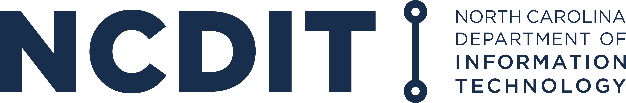 NCDIT
NORTH CAROLINA
DEPARTMENT OF
INFORMATION
TECHNOLOGY